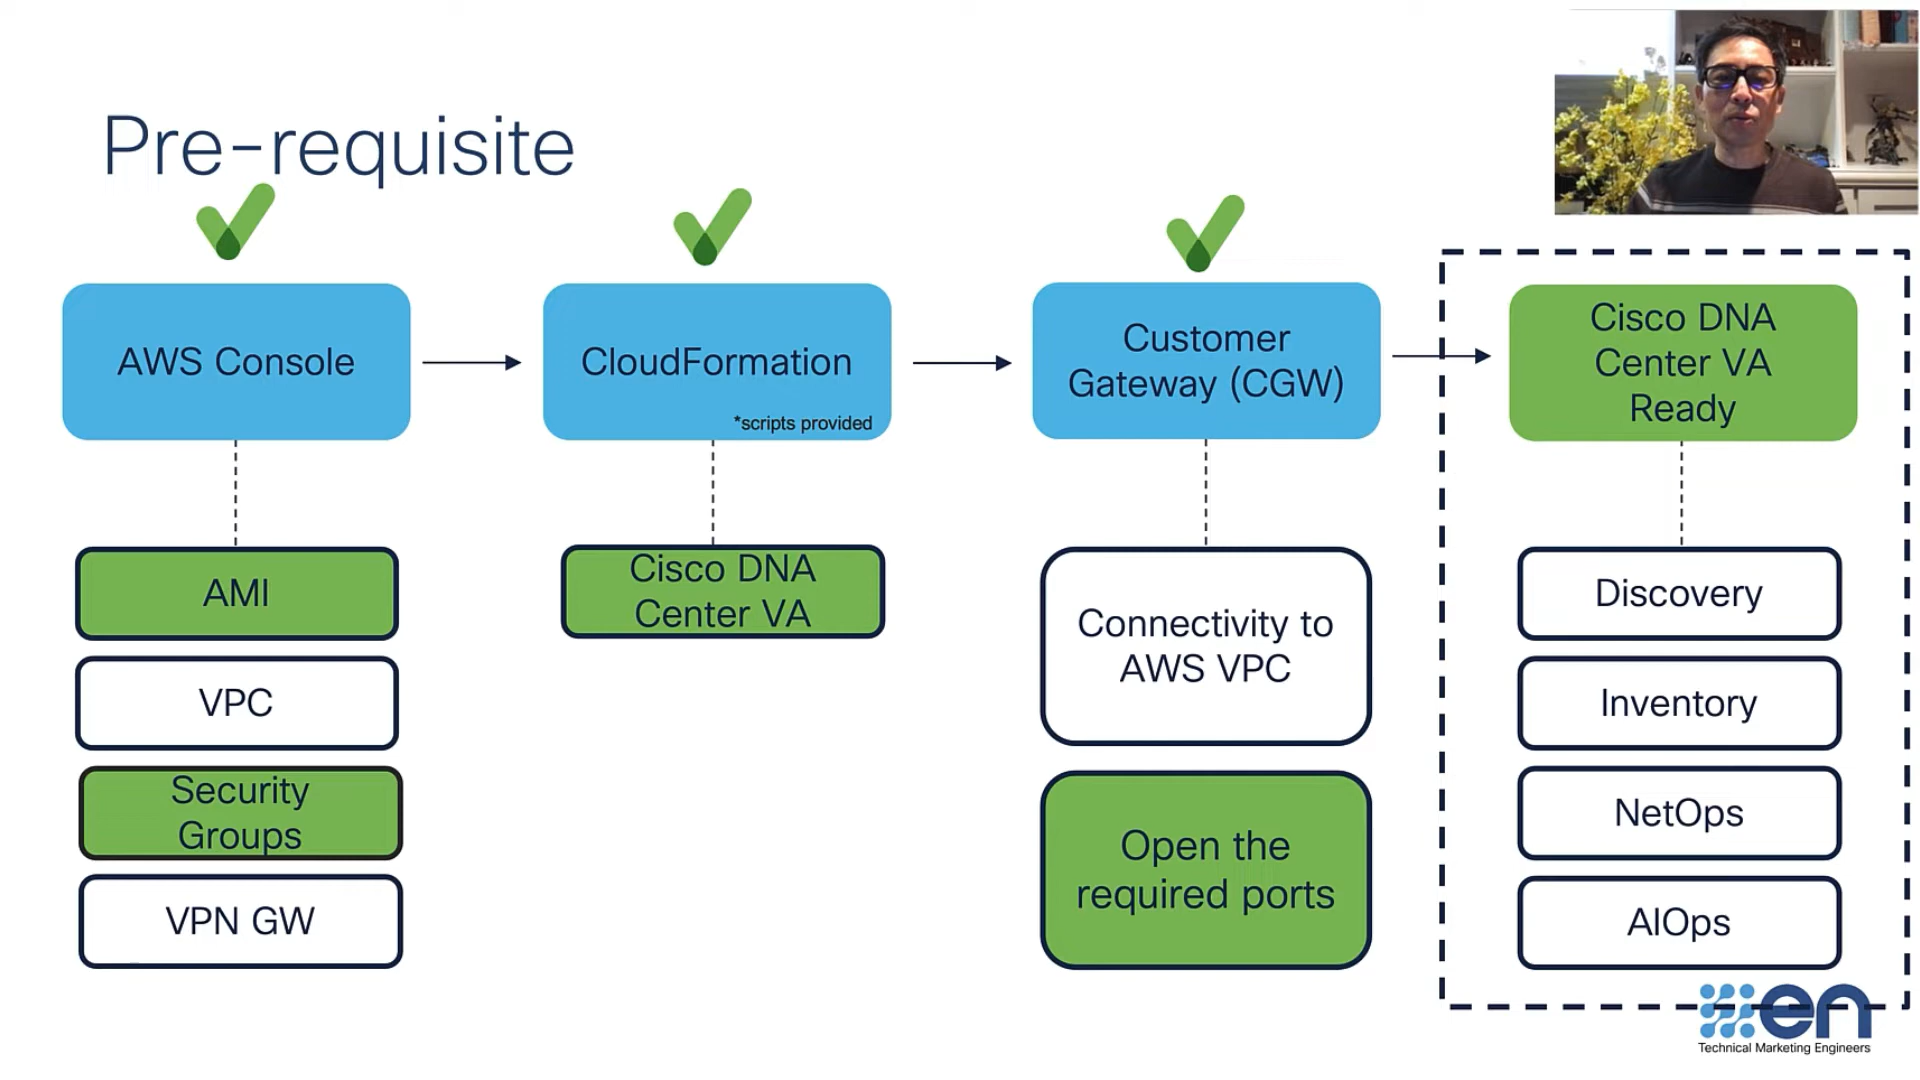 Pre-requisite
AWS Console
CloudFormation
*scripts provided
Customer
Gateway (CGW)
Cisco DNA
Center VA
Ready
AMI
VPC
Security
Groups
VPN GW
Cisco DNA
Center VA
Connectivity to
AWS VPC
Open the
required ports
Discovery
Inventory
NetOps
AIOps
en
Technical Marketing Engineers